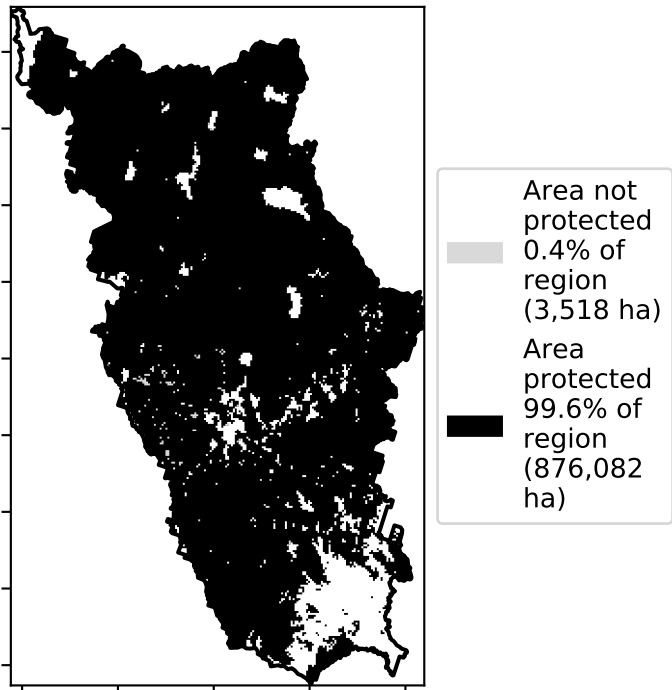 Area not
protected
0.4% of
region
(3,518 ha)
Area
protected
99.6% of
region
(876,082
ha)